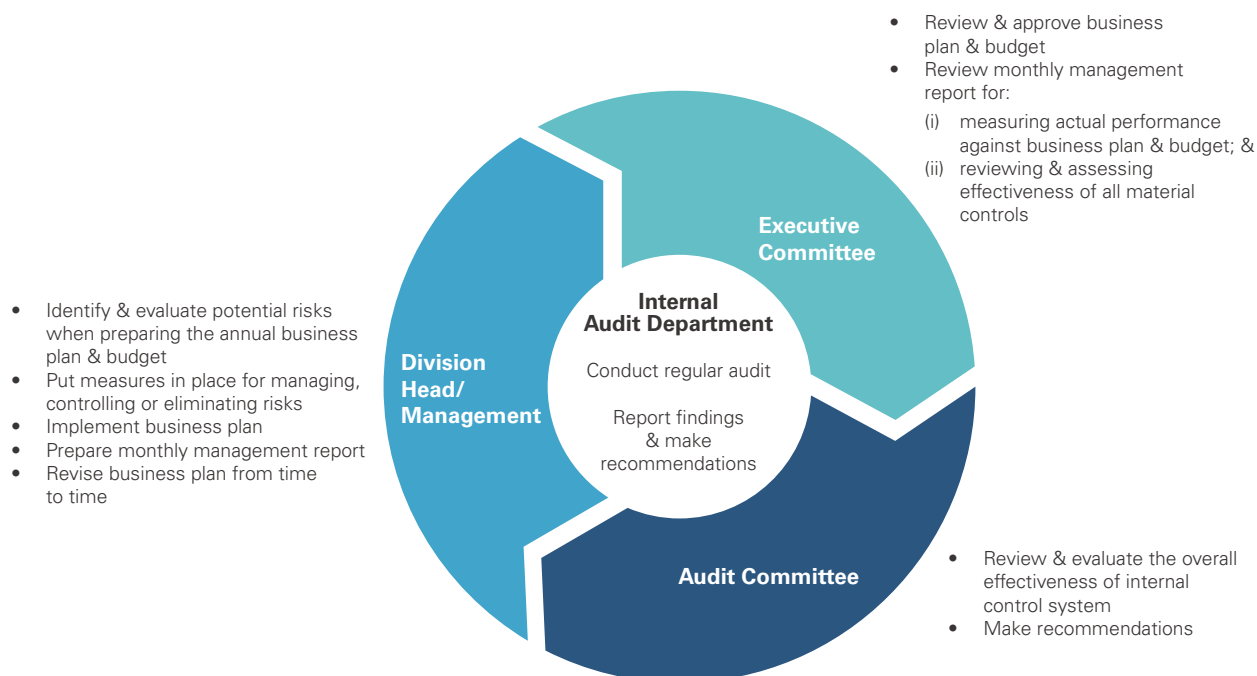 • Review & approve business
plan & budget
• Review monthly management
report for:
(i) measuring actual performance
against business plan & budget; &
(ii) reviewing & assessing
effectiveness of all material
controls
Executive
Committee
Internal
Audit Department
Conduct regular audit
Report findings
& make
recommendations
Division
Head/
Management
• Identify & evaluate potential risks
when preparing the annual business
plan & budget
• Put measures in place for managing,
controlling or eliminating risks
• Implement business plan
• Prepare monthly management report
• Revise business plan from time
to time
Audit Committee
• Review & evaluate the overall
effectiveness of internal
control system
• Make recommendations